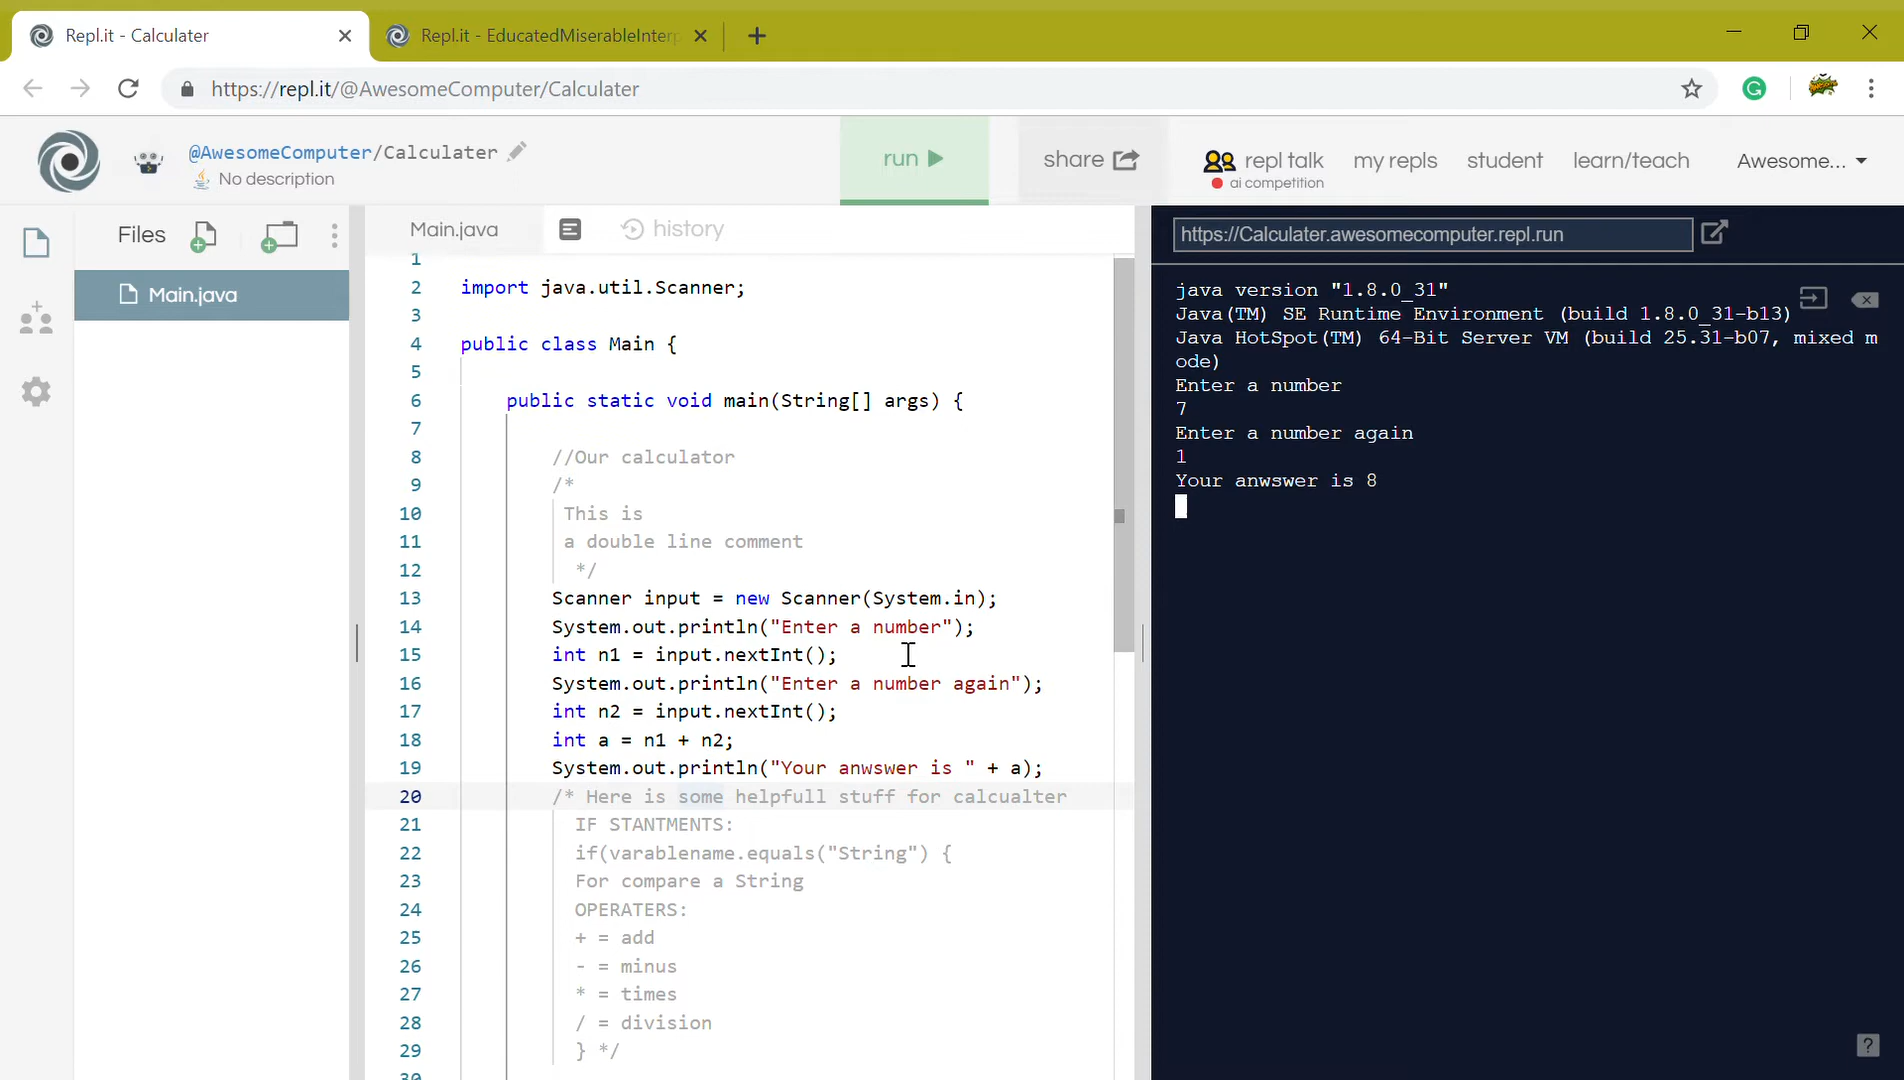 Repl.it - Calculater
Repl.it - EducatedMiserableInterp
https://repl.it/@AwesomeComputer/Calculater
@AwesomeComputer/Calculater
No description
run
share
repl talk
ai competition
my repls
student
learn/teach
Awesome...
Files
Main.java
Main.java
history
https://Calculater.awesomecomputer.repl.run
1
2 import java.util.Scanner;
3
4 public class Main {
5
6 public static void main(String[] args) {
7
8 //Our calculator
9 /*
10 This is
11 a double line comment
12 */
13 Scanner input = new Scanner(System.in);
14 System.out.println("Enter a number");
15 int n1 = input.nextInt();
16 System.out.println("Enter a number again");
17 int n2 = input.nextInt();
18 int a = n1 + n2;
19 System.out.println("Your anwswer is " + a);
20 /* Here is some helpfull stuff for calcualter
21 IF STANTMENTS:
22 if(varablename.equals("String") {
23 For compare a String
24 OPERATERS:
25 + = add
26 - = minus
27 * = times
28 / = division
29 } */
30
java version "1.8.0_31"
Java(TM) SE Runtime Environment (build 1.8.0_31-b13)
Java HotSpot(TM) 64-Bit Server VM (build 25.31-b07, mixed m
ode)
Enter a number
7
Enter a number again
1
Your anwswer is 8
?